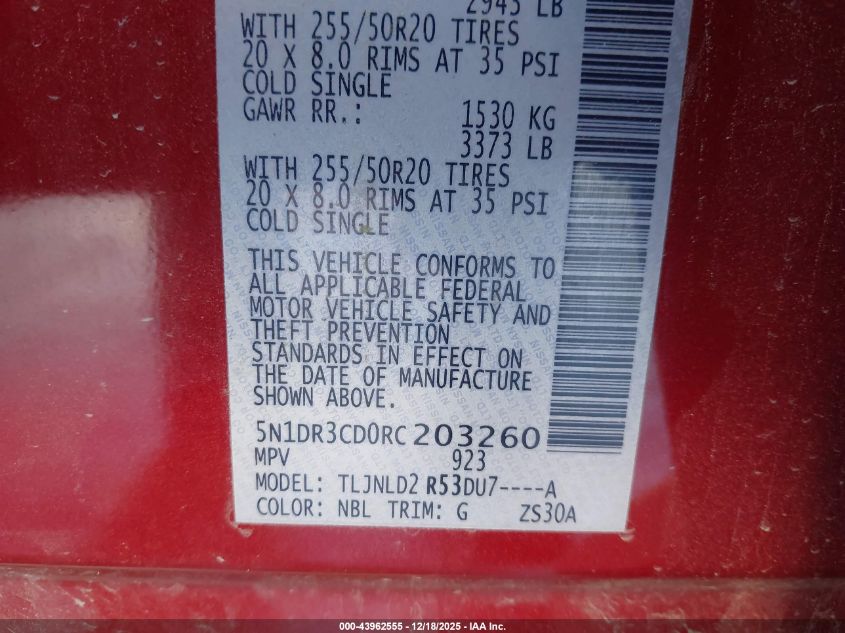 2945 LB
WITH 255/50R20 TIRES
20 X 8.0 RIMS AT 35 PSI
COLD SINGLE
GAWR RR.: 1530 KG
3373 LB
WITH 255/50R20 TIRES
20 X 8.0 RIMS AT 35 PSI
COLD SINGLE
THIS VEHICLE CONFORMS TO
ALL APPLICABLE FEDERAL
MOTOR VEHICLE SAFETY AND
THEFT PREVENTION
STANDARDS IN EFFECT ON
THE DATE OF MANUFACTURE
SHOWN ABOVE.
5N1DR3CD0RC203260
MPV 923
MODEL: TLJNLD2 R53DU7----A
COLOR: NBL TRIM: G ZS30A
000-43962555 - 12/18/2025 - IAA Inc.